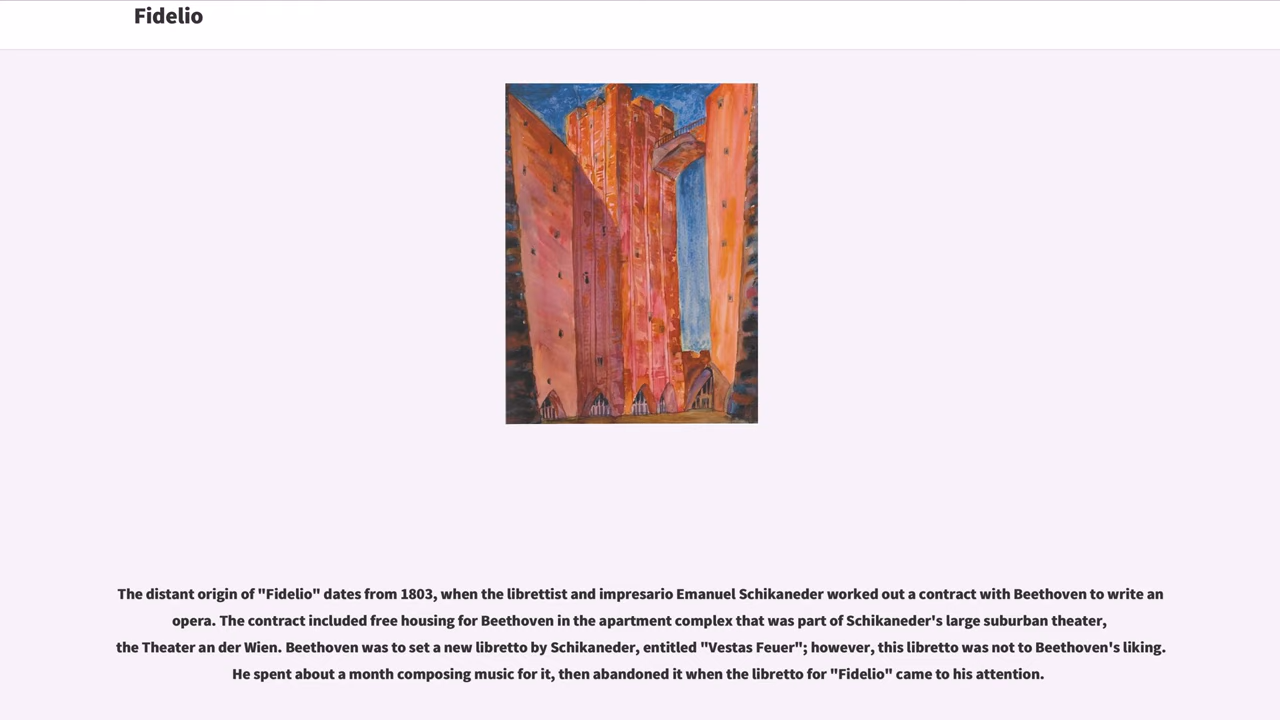 Fidelio
The distant origin of "Fidelio" dates from 1803, when the librettist and impresario Emanuel Schikaneder worked out a contract with Beethoven to write an
opera. The contract included free housing for Beethoven in the apartment complex that was part of Schikaneder's large suburban theater,
the Theater an der Wien. Beethoven was to set a new libretto by Schikaneder, entitled "Vestas Feuer"; however, this libretto was not to Beethoven's liking.
He spent about a month composing music for it, then abandoned it when the libretto for "Fidelio" came to his attention.